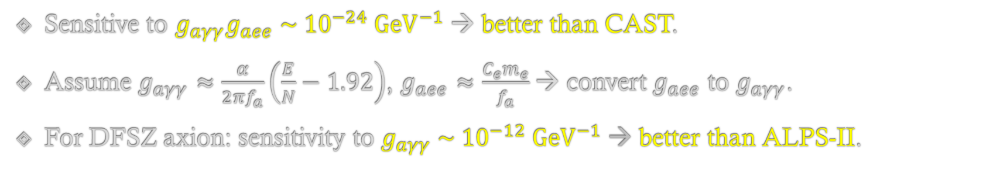 ❖ Sensitive to $g_{a\gamma\gamma} g_{aee} \sim 10^{-24}\ \mathrm{GeV}^{-1}$ → better than CAST.
❖ Assume $g_{a\gamma\gamma} \approx \frac{\alpha}{2\pi f_a}\left(\frac{E}{N} - 1.92\right)$, $g_{aee} \approx \frac{C_e m_e}{f_a}$ → convert $g_{aee}$ to $g_{a\gamma\gamma}$.
❖ For DFSZ axion: sensitivity to $g_{a\gamma\gamma} \sim 10^{-12}\ \mathrm{GeV}^{-1}$ → better than ALPS-II.